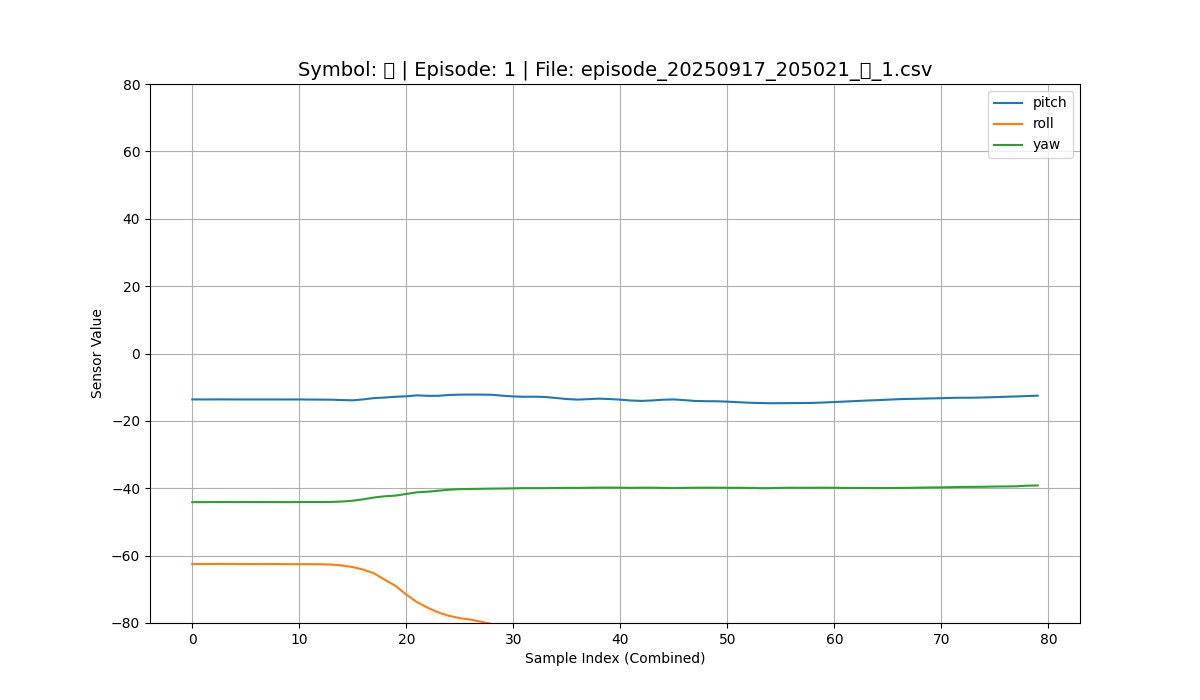 Symbol: | Episode: 1 | File: episode_20250917_205021_ _1.csv
80
60
40
20
0
−20
−40
−60
−80
Sensor Value
pitch
roll
yaw
0 10 20 30 40 50 60 70 80
Sample Index (Combined)